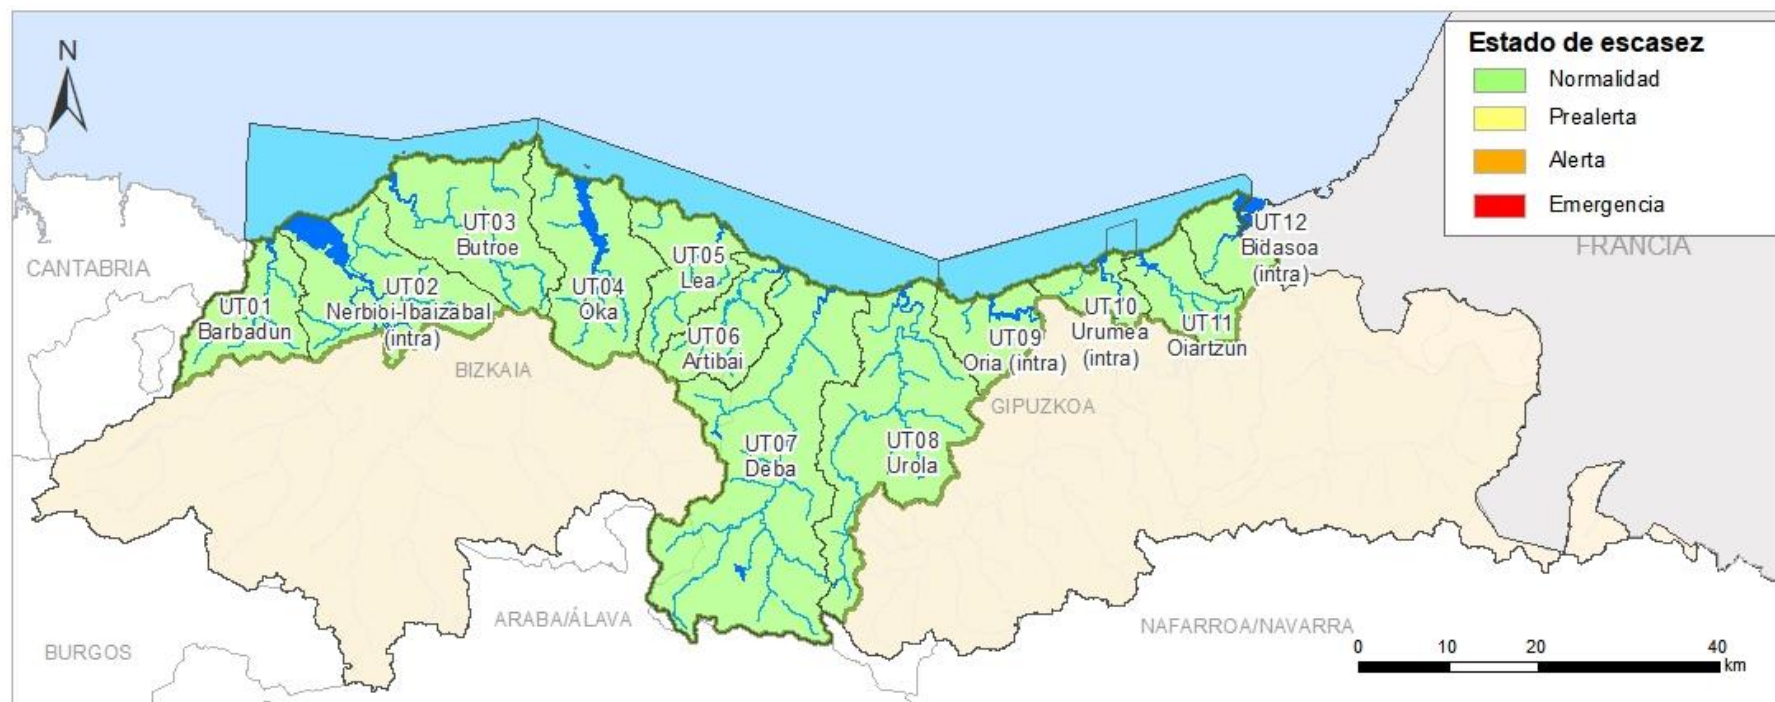 N
Estado de escasez
Normalidad
Prealerta
Alerta
Emergencia
FRANCIA
CANTABRIA
UT01
Barbadun
UT02
Nerbioi-Ibaizabal
(intra)
UT03
Butroe
UT04
Oka
UT05
Lea
UT06
Artibai
UT07
Deba
UT08
Urola
UT09
Oria (intra)
UT10
Urumea
(intra)
UT11
Oiartzun
UT12
Bidasoa
(intra)
BIZKAIA
GIPUZKOA
ARABA/ÁLAVA
NAFARROA/NAVARRA
BURGOS
0 10 20 40
km